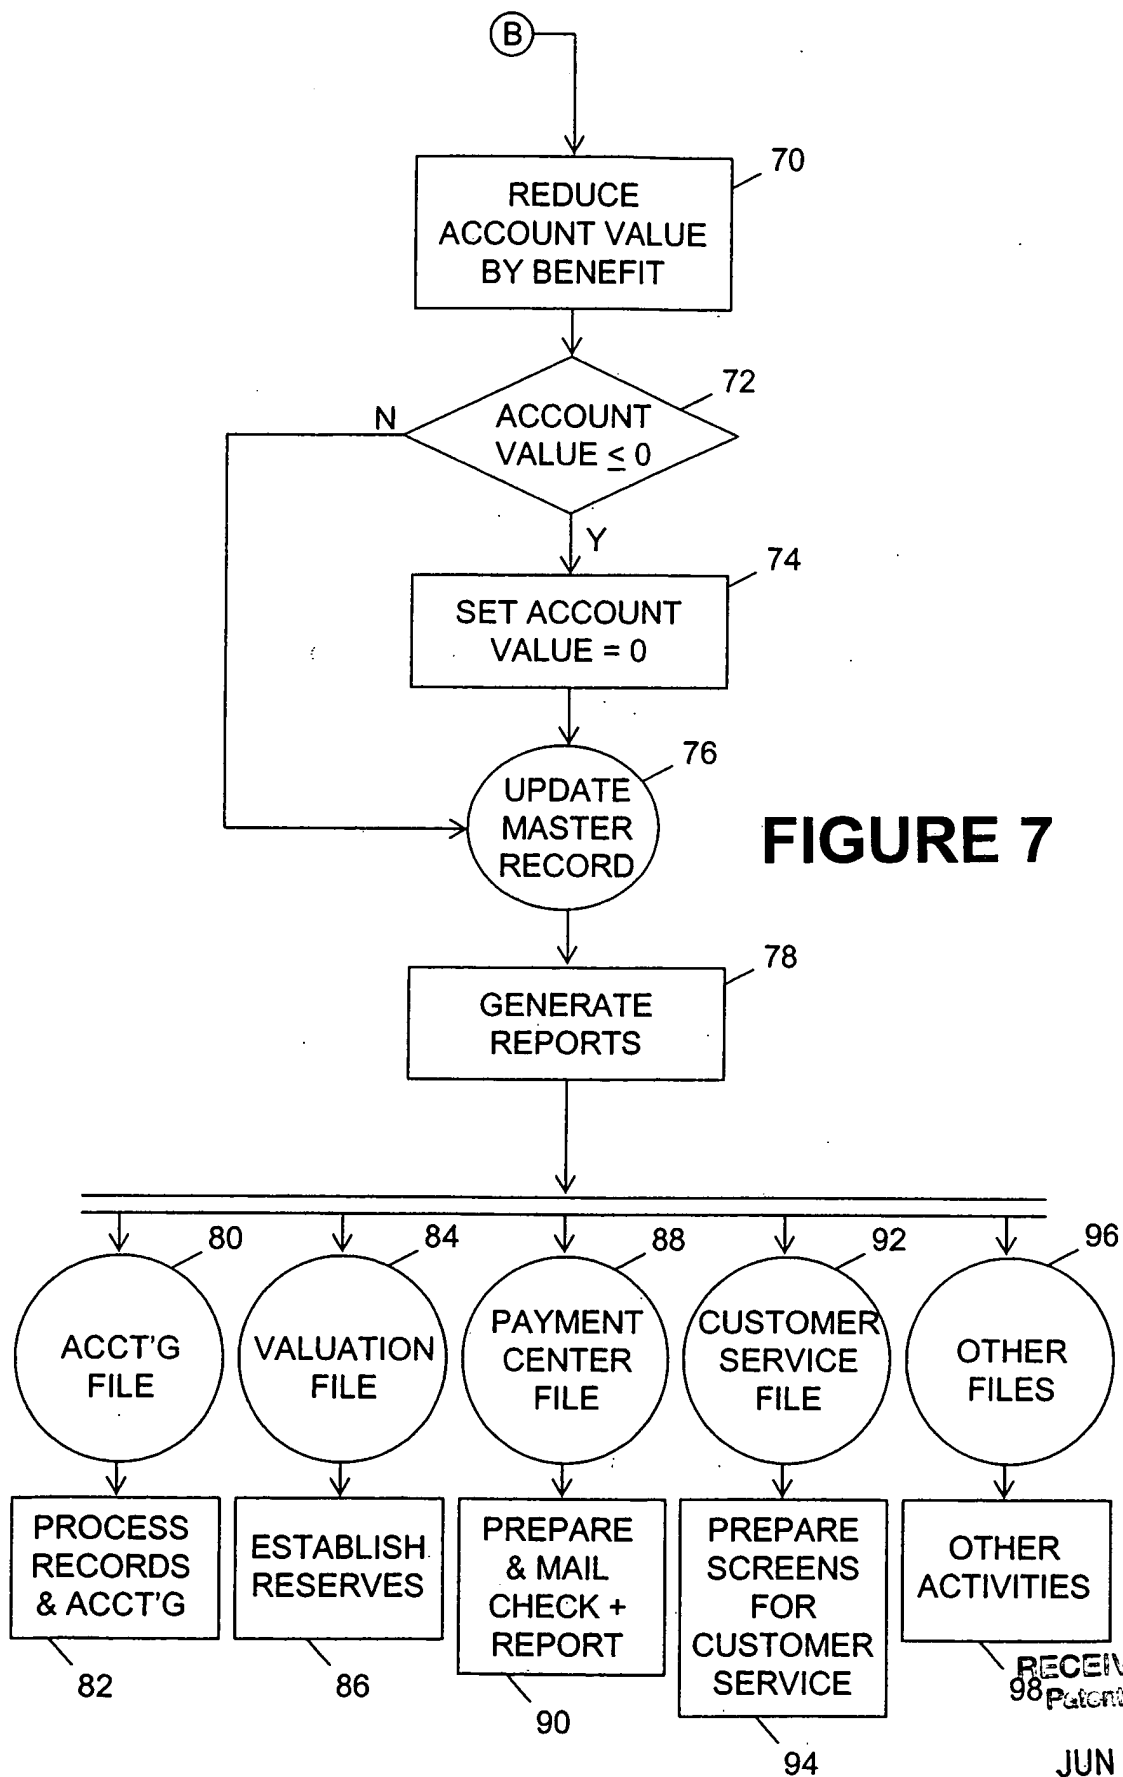 B
70
REDUCE
ACCOUNT VALUE
BY BENEFIT
72
N
ACCOUNT
VALUE ≤ 0
Y
74
SET ACCOUNT
VALUE = 0
76
UPDATE
MASTER
RECORD
FIGURE 7
78
GENERATE
REPORTS
80
84
88
92
96
ACCT'G
FILE
VALUATION
FILE
PAYMENT
CENTER
FILE
CUSTOMER
SERVICE
FILE
OTHER
FILES
PROCESS
RECORDS
& ACCT'G
ESTABLISH
RESERVES
PREPARE
& MAIL
CHECK +
REPORT
PREPARE
SCREENS
FOR
CUSTOMER
SERVICE
OTHER
ACTIVITIES
82
86
90
94
98
Patent
JUN